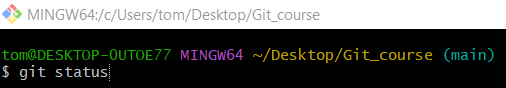 MINGW64:/c/Users/tom/Desktop/Git_course
tom@DESKTOP-OUTOE77 MINGW64 ~/Desktop/Git_course (main)
$ git status